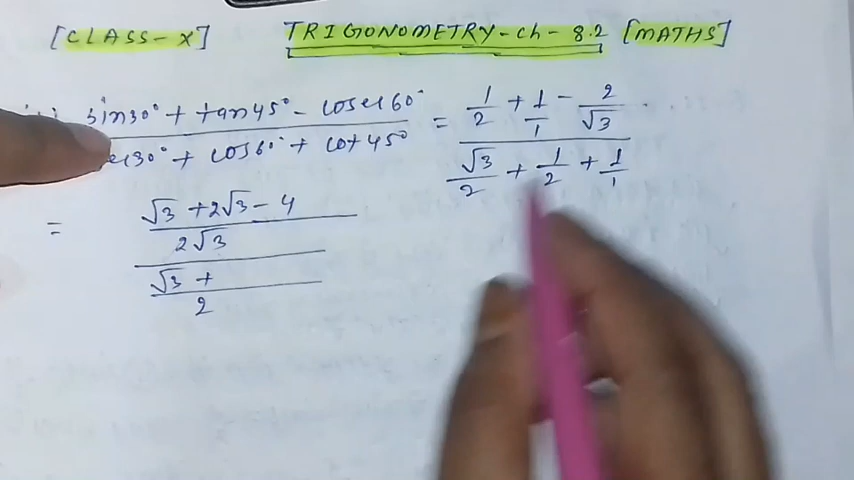 [CLASS-X] TRIGONOMETRY-Ch-8.2 [MATHS]
sin30° + tan45° - cosec60° = 1/2 + 1/1 - 2/√3
ec30° + cos60° + cot45° √3/2 + 1/2 + 1/1
= √3 + 2√3 - 4
2√3
√3 +
2